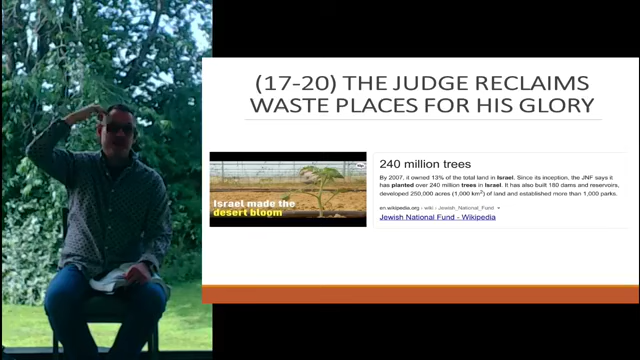 (17-20) THE JUDGE RECLAIMS
WASTE PLACES FOR HIS GLORY
Israel made the
desert bloom
240 million trees
By 2007, it owned 13% of the total land in Israel. Since its inception, the JNF says it
has planted over 240 million trees in Israel. It has also built 180 dams and reservoirs,
developed 250,000 acres (1,000 km²) of land and established more than 1,000 parks.
en.wikipedia.org › wiki › Jewish_National_Fund
Jewish National Fund - Wikipedia